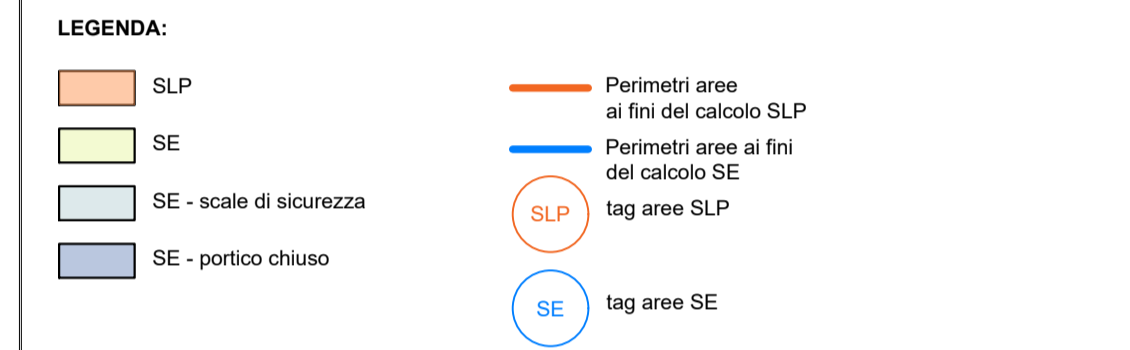 LEGENDA:
SLP
SE
SE - scale di sicurezza
SE - portico chiuso
Perimetri aree
ai fini del calcolo SLP
Perimetri aree ai fini
del calcolo SE
SLP
tag aree SLP
SE
tag aree SE